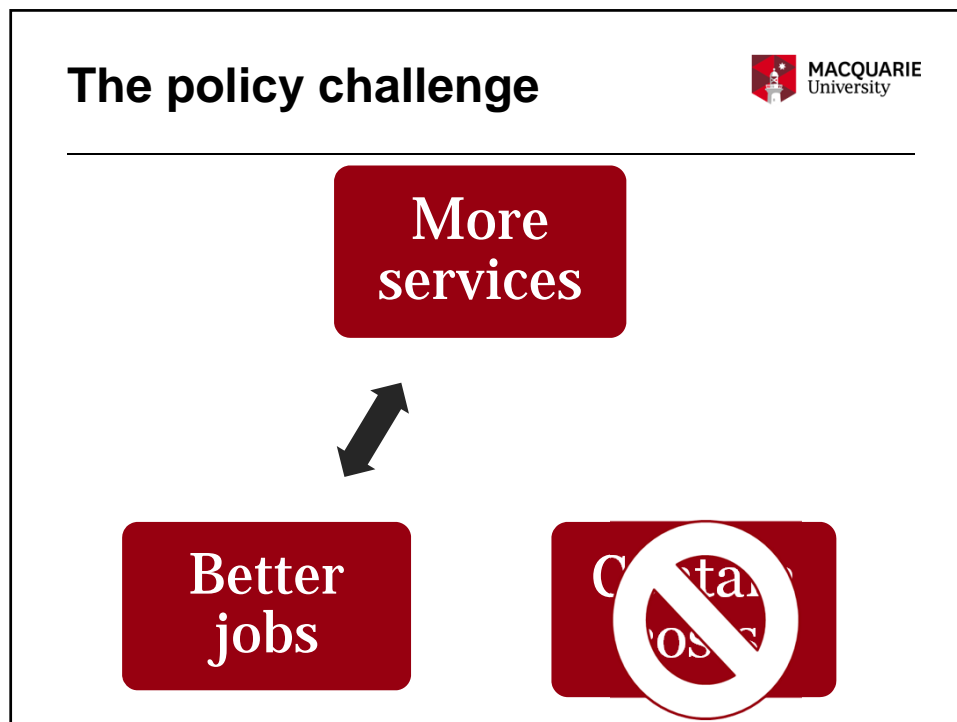 The policy challenge
MACQUARIE
University
More
services
Better
jobs